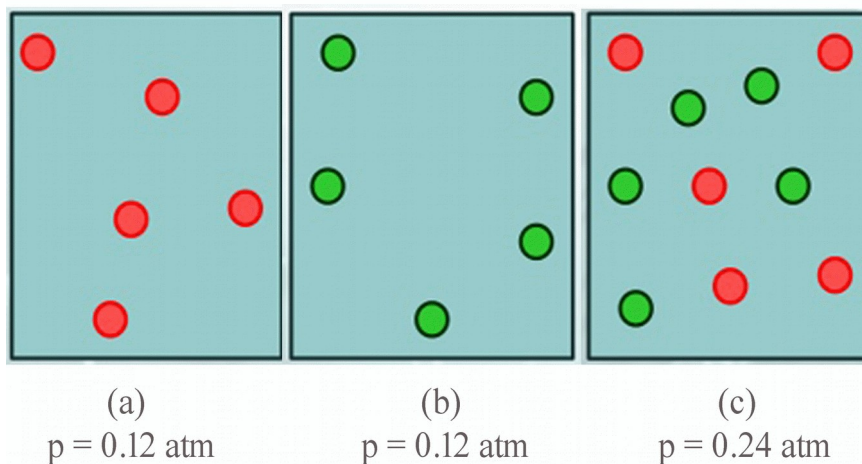 (a) (b) (c)
p = 0.12 atm p = 0.12 atm p = 0.24 atm